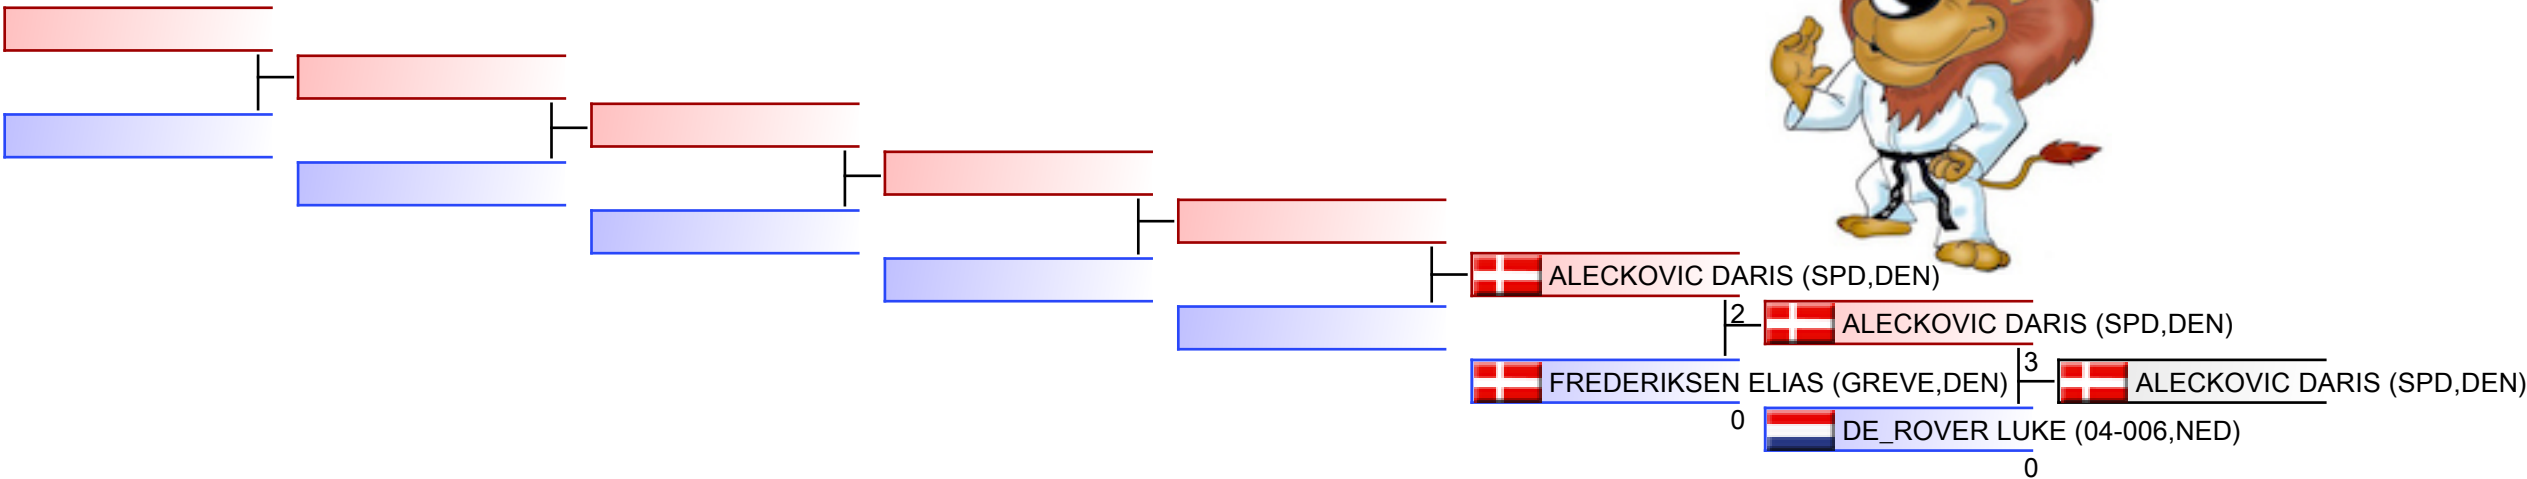 ALECKOVIC DARIS (SPD,DEN)
2
ALECKOVIC DARIS (SPD,DEN)
FREDERIKSEN ELIAS (GREVE,DEN)
3
ALECKOVIC DARIS (SPD,DEN)
0
DE_ROVER LUKE (04-006,NED)
0